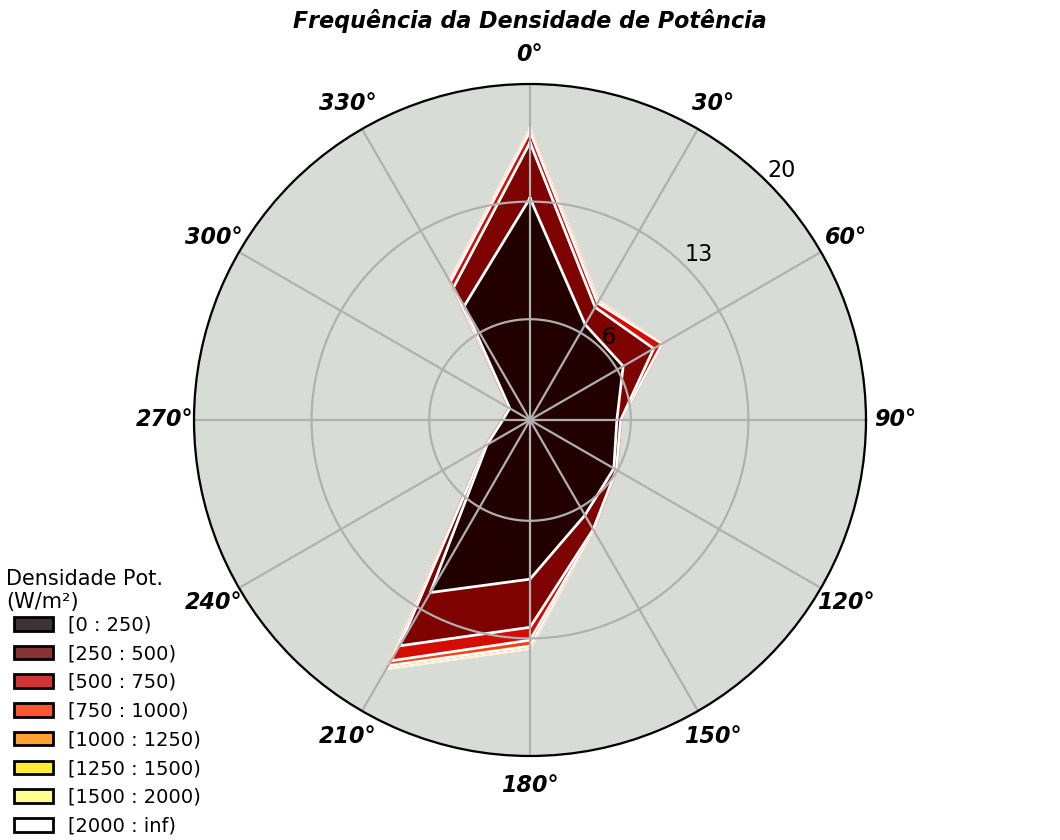 Frequência da Densidade de Potência
0°
330°
30°
20
300°
60°
13
6
270°
90°
240°
120°
210°
150°
180°
Densidade Pot.
(W/m²)
[0 : 250)
[250 : 500)
[500 : 750)
[750 : 1000)
[1000 : 1250)
[1250 : 1500)
[1500 : 2000)
[2000 : inf)